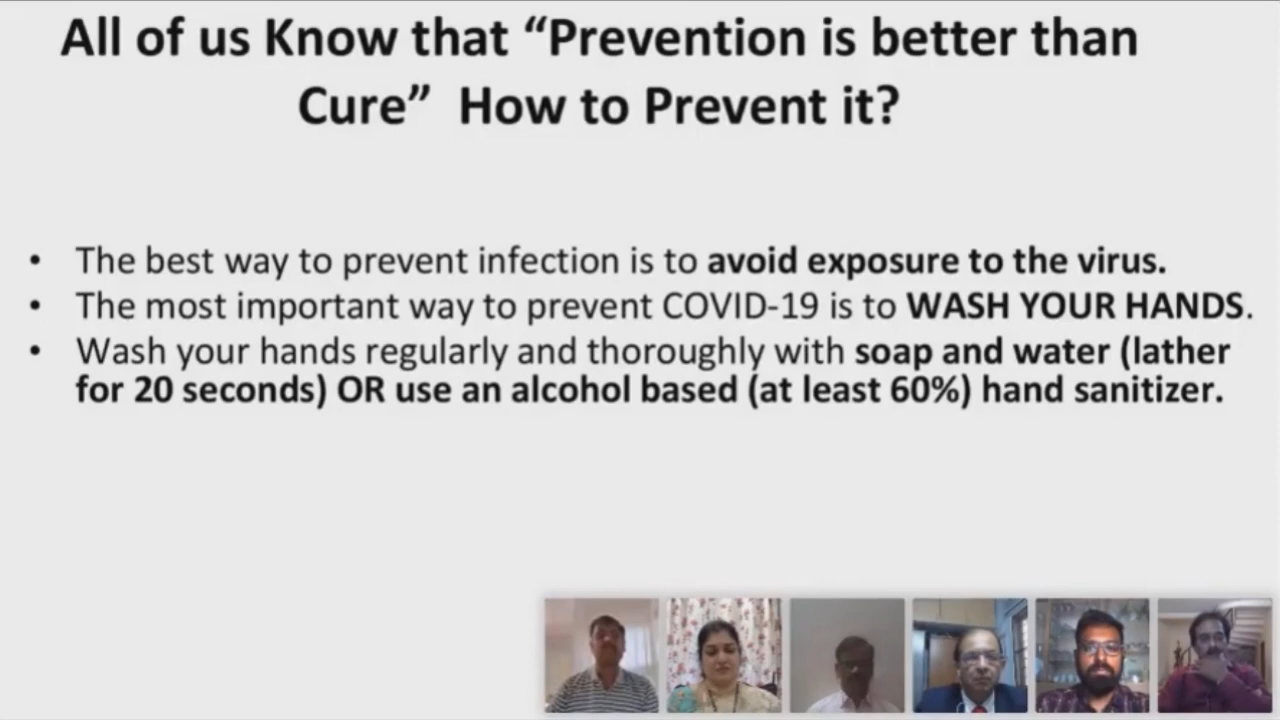 All of us Know that “Prevention is better than
Cure”  How to Prevent it?
• The best way to prevent infection is to avoid exposure to the virus.
• The most important way to prevent COVID-19 is to WASH YOUR HANDS.
• Wash your hands regularly and thoroughly with soap and water (lather
for 20 seconds) OR use an alcohol based (at least 60%) hand sanitizer.